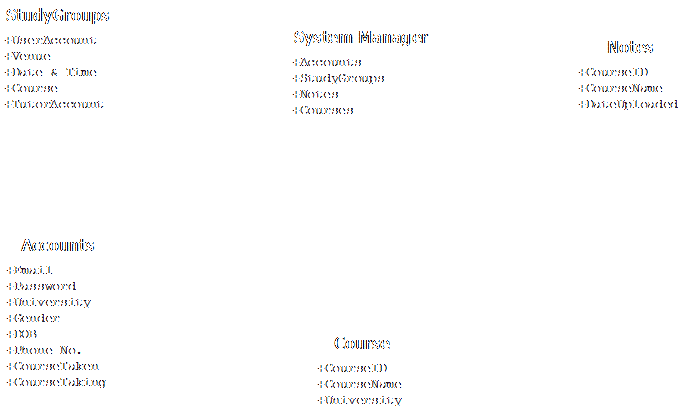 StudyGroups
+UserAccount
+Venue
+Date & Time
+Course
+TutorAccount
System Manager
+Accounts
+StudyGroups
+Notes
+Courses
Notes
+CourseID
+CourseName
+DateUploaded
Accounts
+Email
+Password
+University
+Gender
+DOB
+Phone No.
+CourseTaken
+CourseTaking
Course
+CourseID
+CourseName
+University